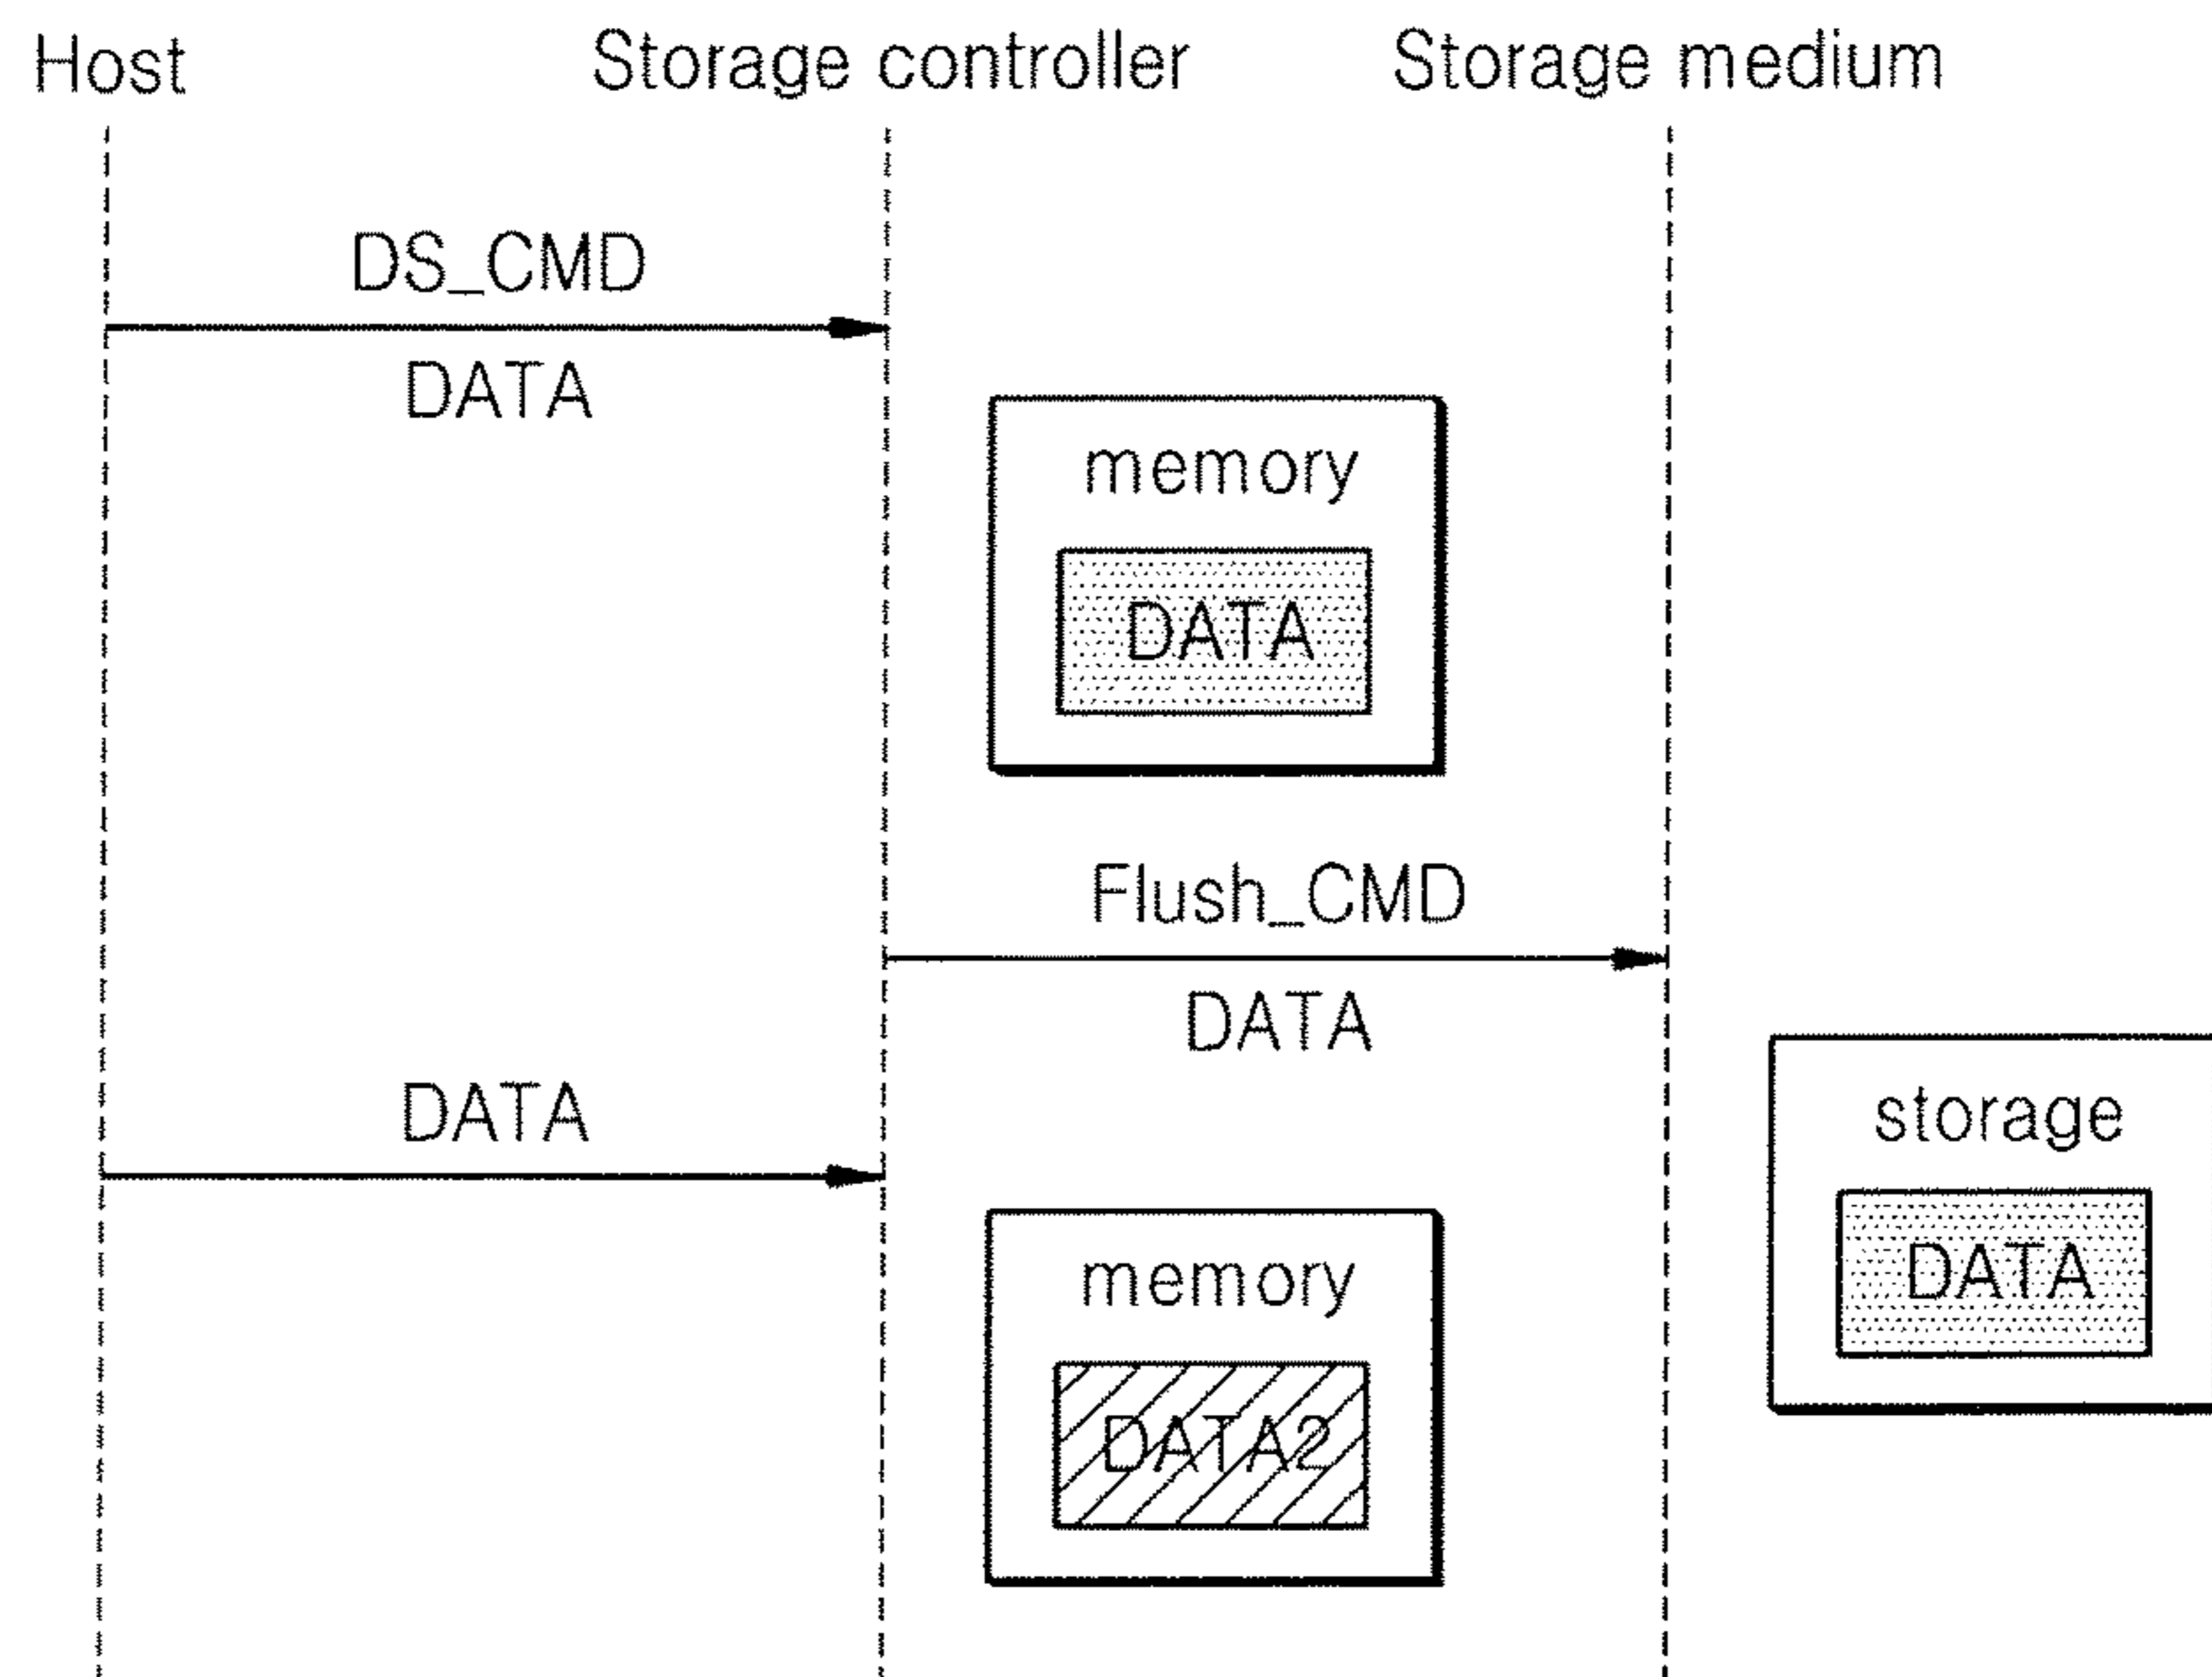 Host
Storage controller
Storage medium
DS_CMD
DATA
memory
DATA
Flush_CMD
DATA
DATA
storage
DATA
memory
DATA2